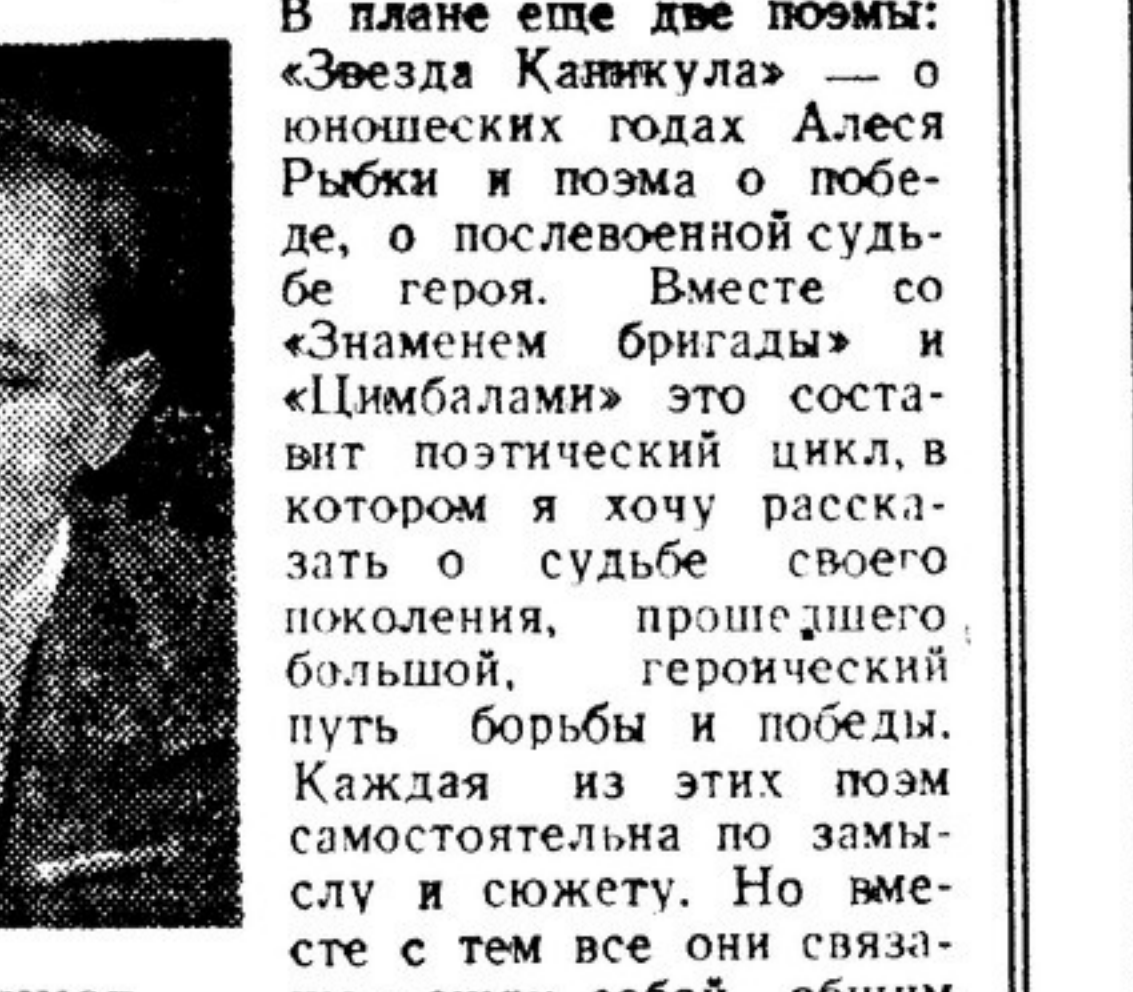 В плане еще две поэмы:
«Звезда Каникула» — о
юношеских годах Алеся
Рыбки и поэма о побе-
де, о послевоенной судь-
бе героя. Вместе со
«Знаменем бригады» и
«Цимбалами» это соста-
вит поэтический цикл, в
котором я хочу расска-
зать о судьбе своего
поколения, прошедшего
большой, героический
путь борьбы и победы.
Каждая из этих поэм
самостоятельна по замы-
слу и сюжету. Но вме-
сте с тем все они связа-
собой общим